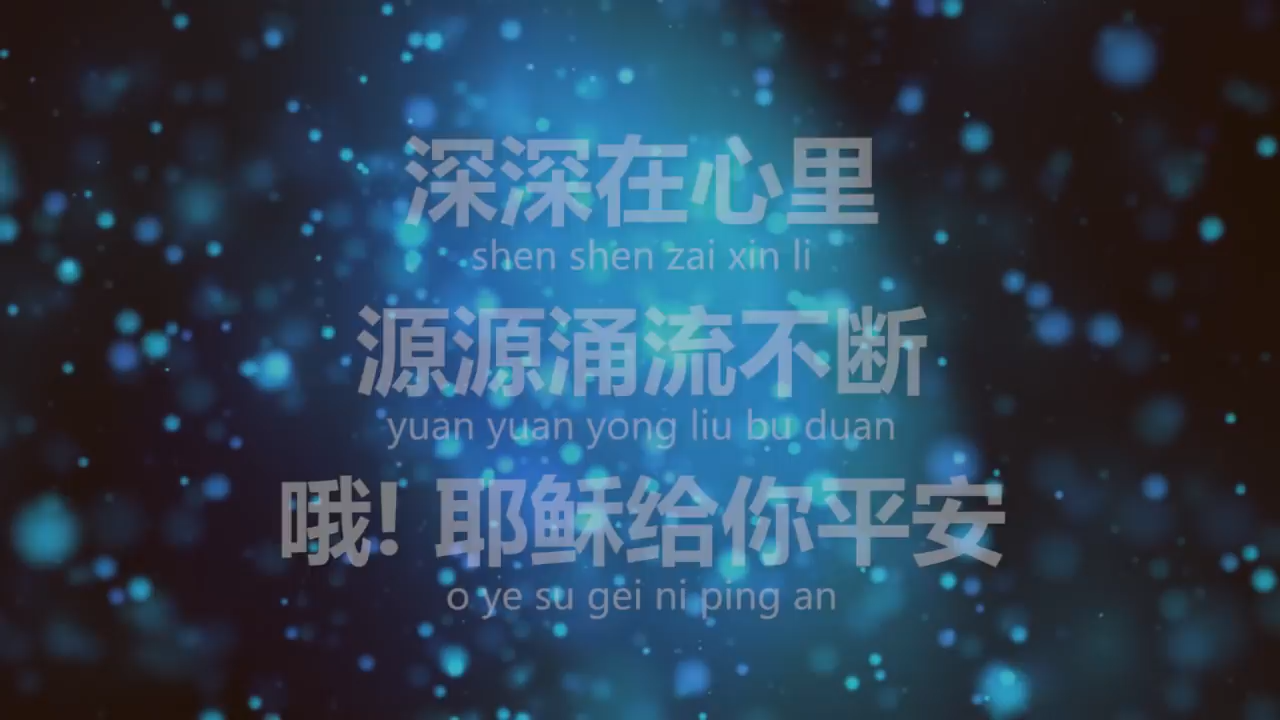 深深在心里
shen shen zai xin li
源源涌流不断
yuan yuan yong liu bu duan
哦! 耶稣给你平安
o ye su gei ni ping an